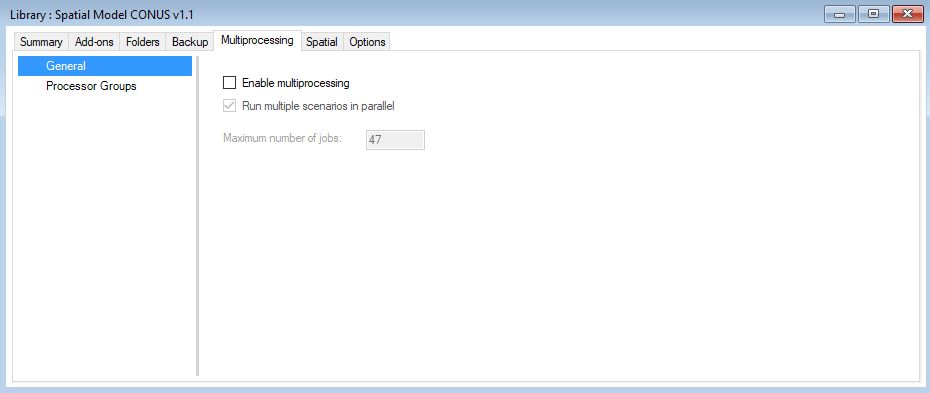 Library : Spatial Model CONUS v1.1
Summary Add-ons Folders Backup Multiprocessing Spatial Options
General
Processor Groups
Enable multiprocessing
Run multiple scenarios in parallel
Maximum number of jobs: 47